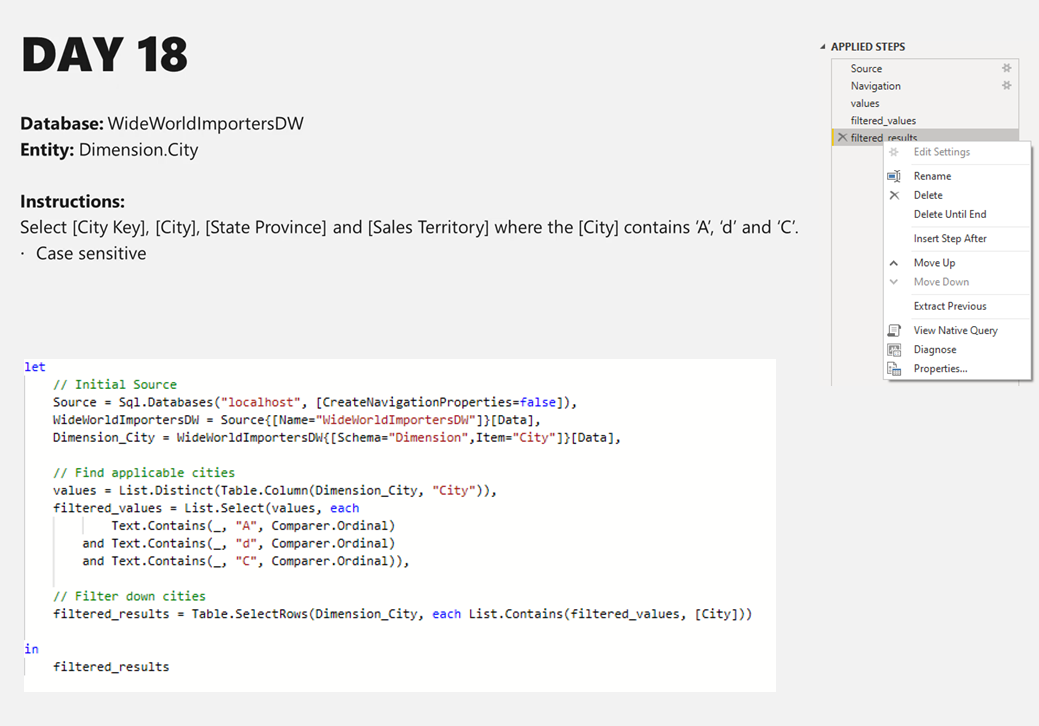 DAY 18
Database: WideWorldImportersDW
Entity: Dimension.City
Instructions:
Select [City Key], [City], [State Province] and [Sales Territory] where the [City] contains ‘A’, ‘d’ and ‘C’.
· Case sensitive
let
// Initial Source
Source = Sql.Databases("localhost", [CreateNavigationProperties=false]),
WideWorldImportersDW = Source{[Name="WideWorldImportersDW"]}[Data],
Dimension_City = WideWorldImportersDW{[Schema="Dimension",Item="City"]}[Data],
// Find applicable cities
values = List.Distinct(Table.Column(Dimension_City, "City")),
filtered_values = List.Select(values, each
Text.Contains(_, "A", Comparer.Ordinal)
and Text.Contains(_, "d", Comparer.Ordinal)
and Text.Contains(_, "C", Comparer.Ordinal)),
// Filter down cities
filtered_results = Table.SelectRows(Dimension_City, each List.Contains(filtered_values, [City]))
in
filtered_results
APPLIED STEPS
Source
Navigation
values
filtered_values
filtered_results
Edit Settings
Rename
Delete
Delete Until End
Insert Step After
Move Up
Move Down
Extract Previous
View Native Query
Diagnose
Properties...